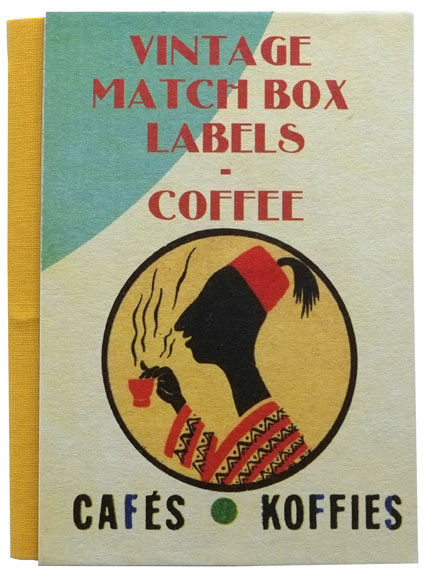 VINTAGE
MATCH BOX
LABELS
-
COFFEE
CAFÉS ● KOFFIES